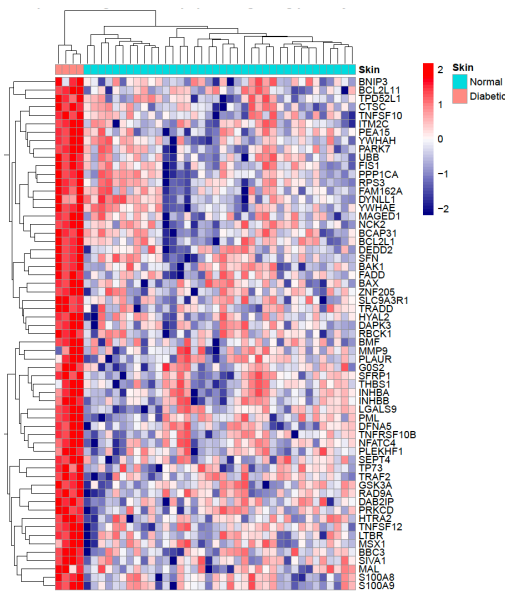 Skin
BNIP3
BCL2L11
TPD52L1
CTSC
TNFSF10
ITM2C
PEA15
YWHAH
PARK7
UBB
FIS1
PPP1CA
RPS3
FAM162A
DYNLL1
YWHAE
MAGED1
NCK2
BCAP31
BCL2L1
DEDD2
SFN
BAK1
FADD
BAX
ZNF205
SLC9A3R1
TRADD
HYAL2
DAPK3
RBCK1
BMF
MMP9
PLAUR
G0S2
SFRP1
THBS1
INHBA
INHBB
LGALS9
PML
DFNA5
TNFRSF10B
NFATC4
PLEKHF1
SEPT4
TP73
TRAF2
GSK3A
RAD9A
DAB2IP
PRKCD
HTRA2
TNFSF12
LTBR
MSX1
BBC3
SIVA1
MAL
S100A8
S100A9
2
1
0
−1
−2
Skin
Normal
Diabetic